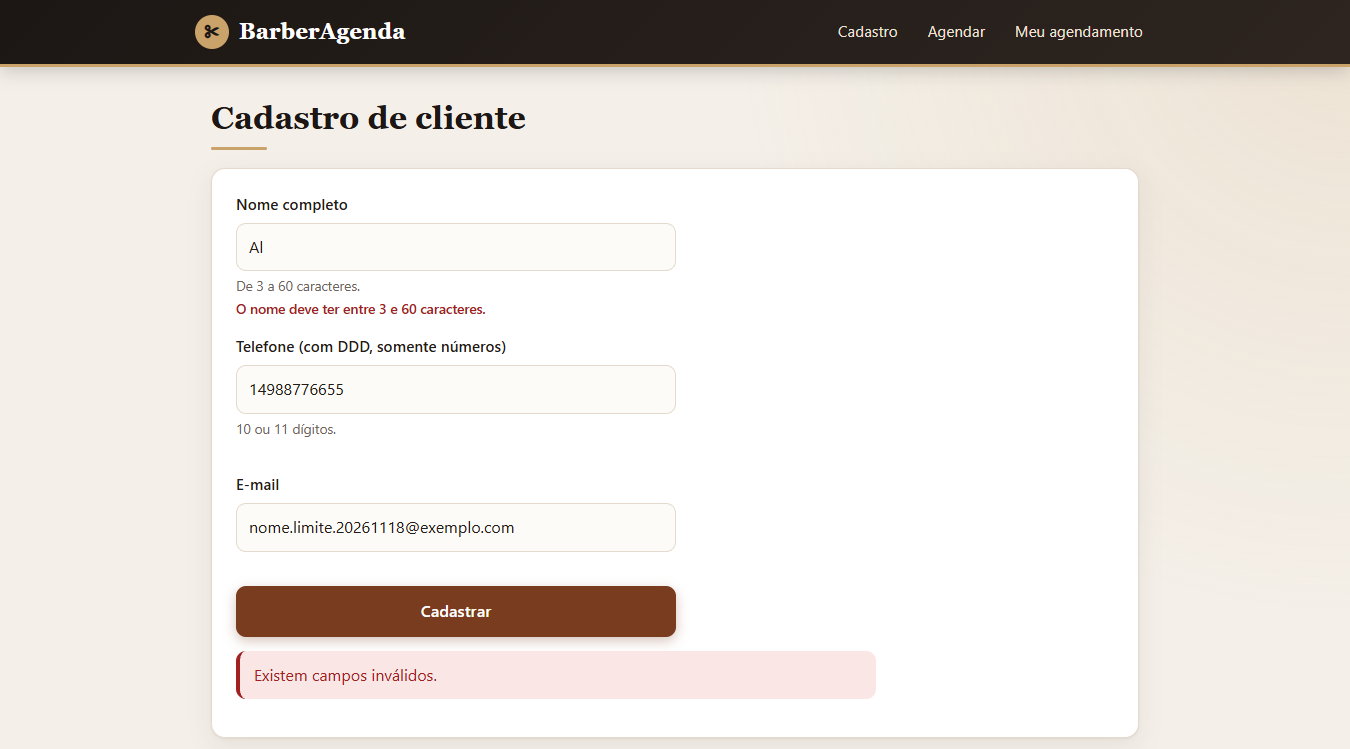 BarberAgenda
Cadastro
Agendar
Meu agendamento
Cadastro de cliente
Nome completo
Al
De 3 a 60 caracteres.
O nome deve ter entre 3 e 60 caracteres.
Telefone (com DDD, somente números)
14988776655
10 ou 11 dígitos.
E-mail
nome.limite.20261118@exemplo.com
Cadastrar
Existem campos inválidos.